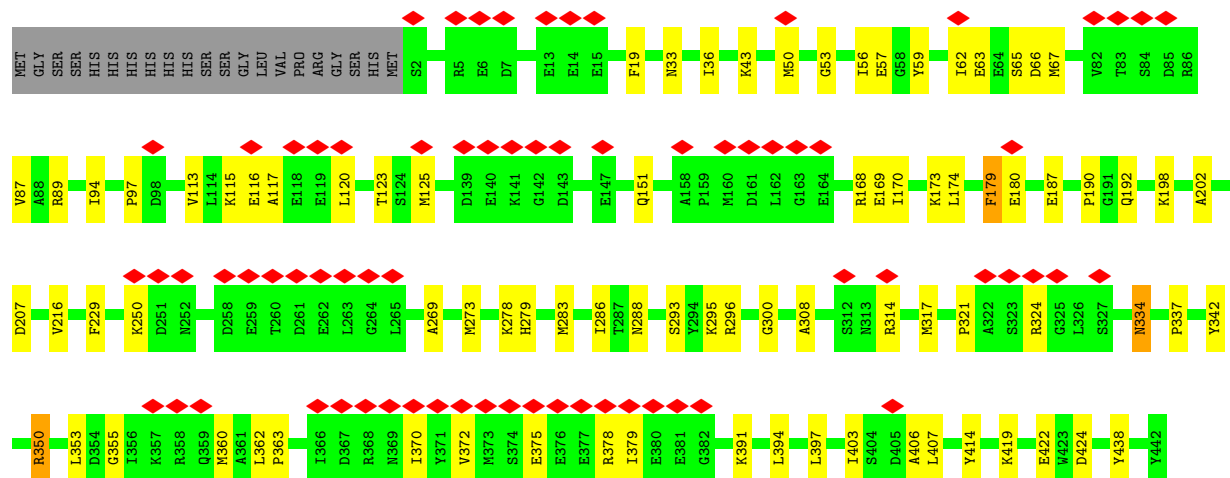 MET GLY SER SER HIS HIS HIS HIS HIS HIS SER SER GLY LEU VAL PRO ARG GLY SER HIS MET S2 R5 E6 D7 E13 E14 E15 F19 N33 I36 K43 M50 G53 I56 E57 G58 Y59 I62 E63 E64 S65 D66 M67 V82 T83 S84 D85 R86
V87 A88 R89 I94 P97 D98 V113 L114 K115 E116 A117 E118 E119 L120 T123 S124 M125 D139 E140 K141 G142 D143 E147 Q151 A158 P159 M160 D161 L162 G163 E164 R168 E169 I170 K173 L174 F179 E180 E187 P190 G191 Q192 K198 A202
D207 V216 F229 K250 D251 N252 D258 E259 T260 D261 E262 L263 G264 L265 A269 M273 K278 H279 M283 I286 T287 N288 S293 Y294 K295 R296 G300 A308 S312 N313 R314 M317 P321 A322 S323 R324 G325 L326 S327 N334 P337 Y342
R350 L353 D354 G355 I356 K357 R358 Q359 M360 A361 L362 P363 I366 D367 R368 N369 I370 Y371 V372 M373 S374 E375 E376 E377 R378 I379 E380 E381 G382 K391 L394 L397 I403 S404 D405 A406 L407 Y414 K419 E422 W423 D424 Y438 Y442